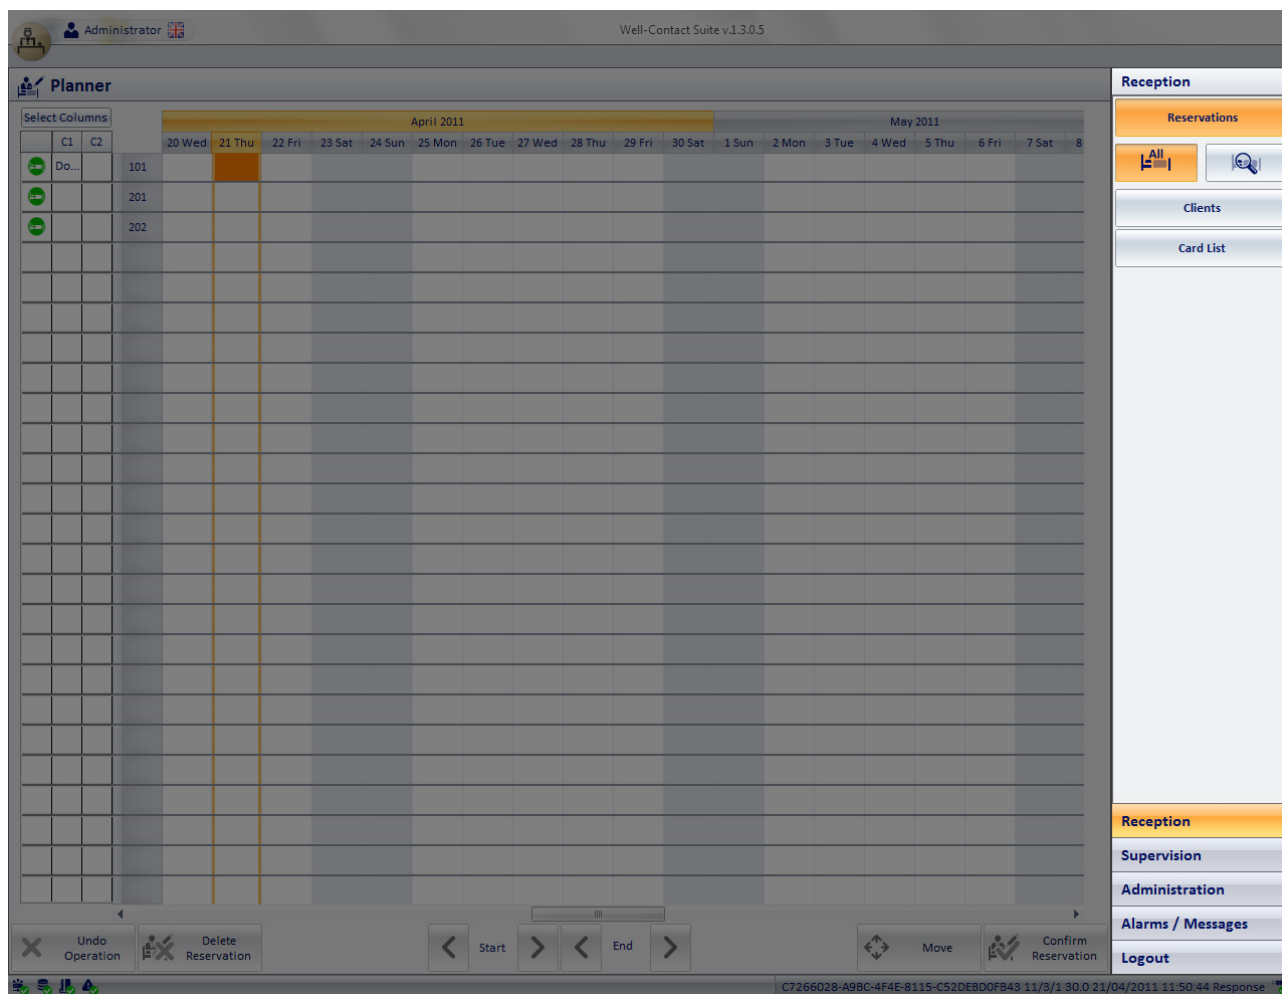 Administrator
Well-Contact Suite v.1.3.0.5
Planner
Reception
Select Columns
April 2011
May 2011
Reservations
C1 C2
20 Wed 21 Thu 22 Fri 23 Sat 24 Sun 25 Mon 26 Tue 27 Wed 28 Thu 29 Fri 30 Sat 1 Sun 2 Mon 3 Tue 4 Wed 5 Thu 6 Fri 7 Sat 8
Do... 101
All
201
Clients
202
Card List
Reception
Supervision
Administration
Alarms / Messages
Logout
Undo
Operation
Delete
Reservation
Start
End
Move
Confirm
Reservation
C7266028-A9BC-4F4E-8115-C52DEBD0FB43 11/3/1 30.0 21/04/2011 11:50:44 Response